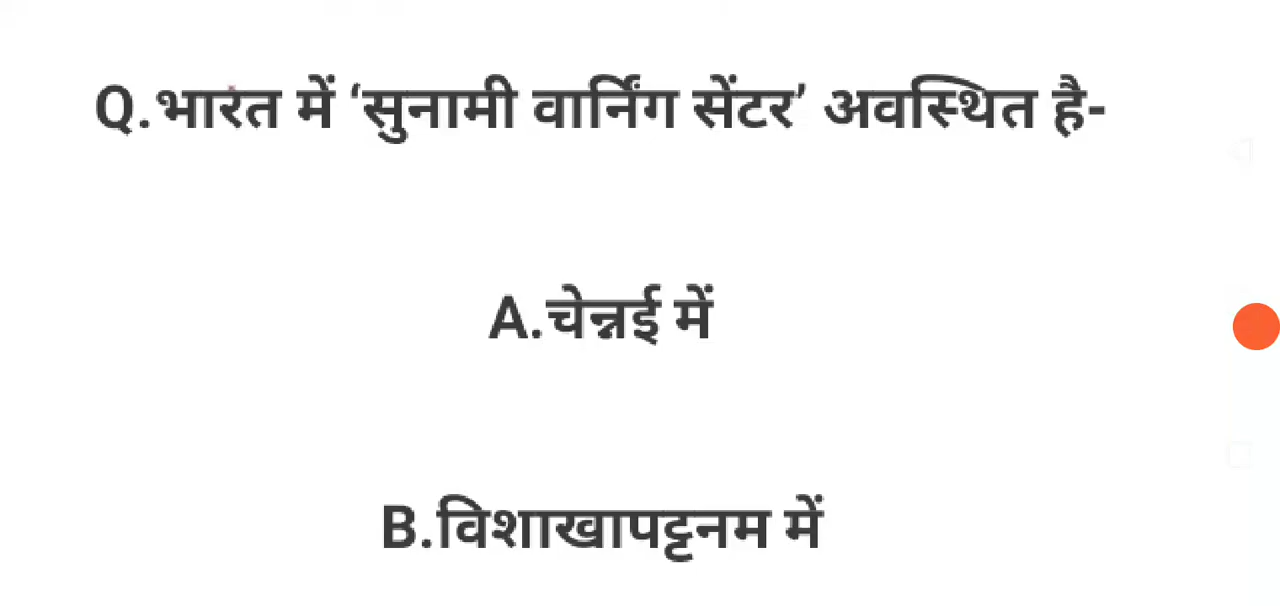 Q.भारत में ‘सुनामी वार्निंग सेंटर’ अवस्थित है-
A.चेन्नई में
B.विशाखापट्टनम में